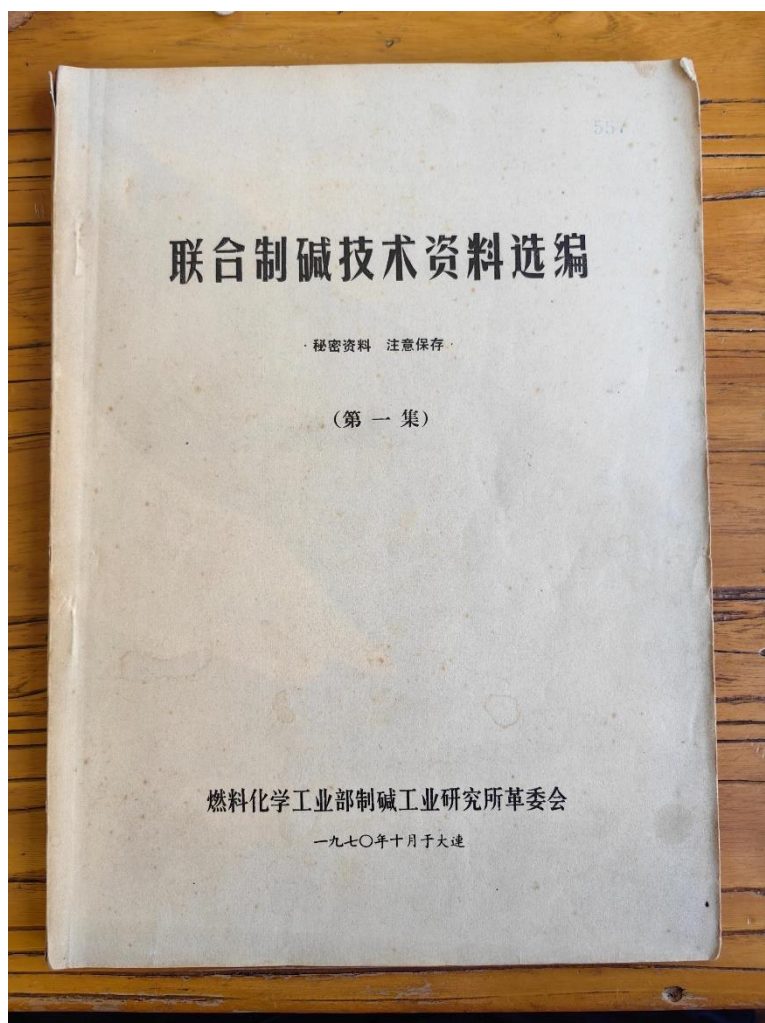 联合制碱技术资料选编
·秘密资料 注意保存·
(第一集)
燃料化学工业部制碱工业研究所革委会
一九七〇年十月于大連